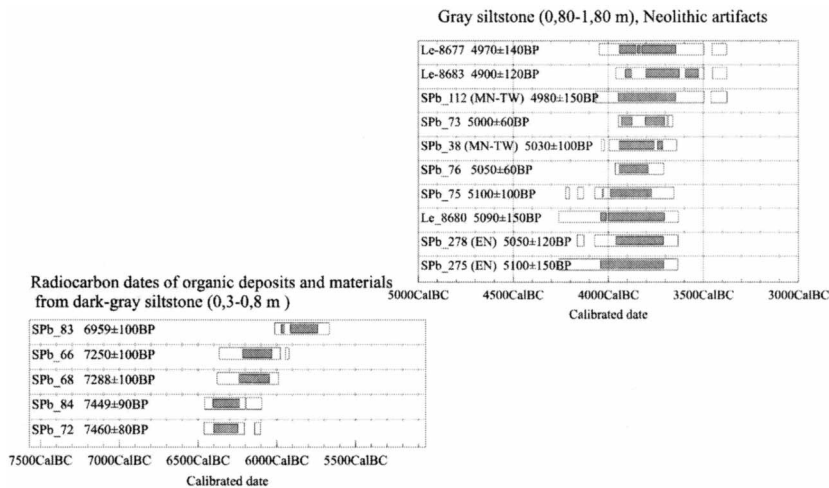 Gray siltstone (0,80-1,80 m), Neolithic artifacts
Le-8677 4970±140BP
Le-8683 4900±120BP
SPb_112 (MN-TW) 4980±150BP
SPb_73 5000±60BP
SPb_38 (MN-TW) 5030±100BP
SPb_76 5050±60BP
SPb_75 5100±100BP
Le_8680 5090±150BP
SPb_278 (EN) 5050±120BP
SPb_275 (EN) 5100±150BP
5000CalBC 4500CalBC 4000CalBC 3500CalBC 3000CalBC
Calibrated date
Radiocarbon dates of organic deposits and materials
from dark-gray siltstone (0,3-0,8 m )
SPb_83 6959±100BP
SPb_66 7250±100BP
SPb_68 7288±100BP
SPb_84 7449±90BP
SPb_72 7460±80BP
7500CalBC 7000CalBC 6500CalBC 6000CalBC 5500CalBC
Calibrated date